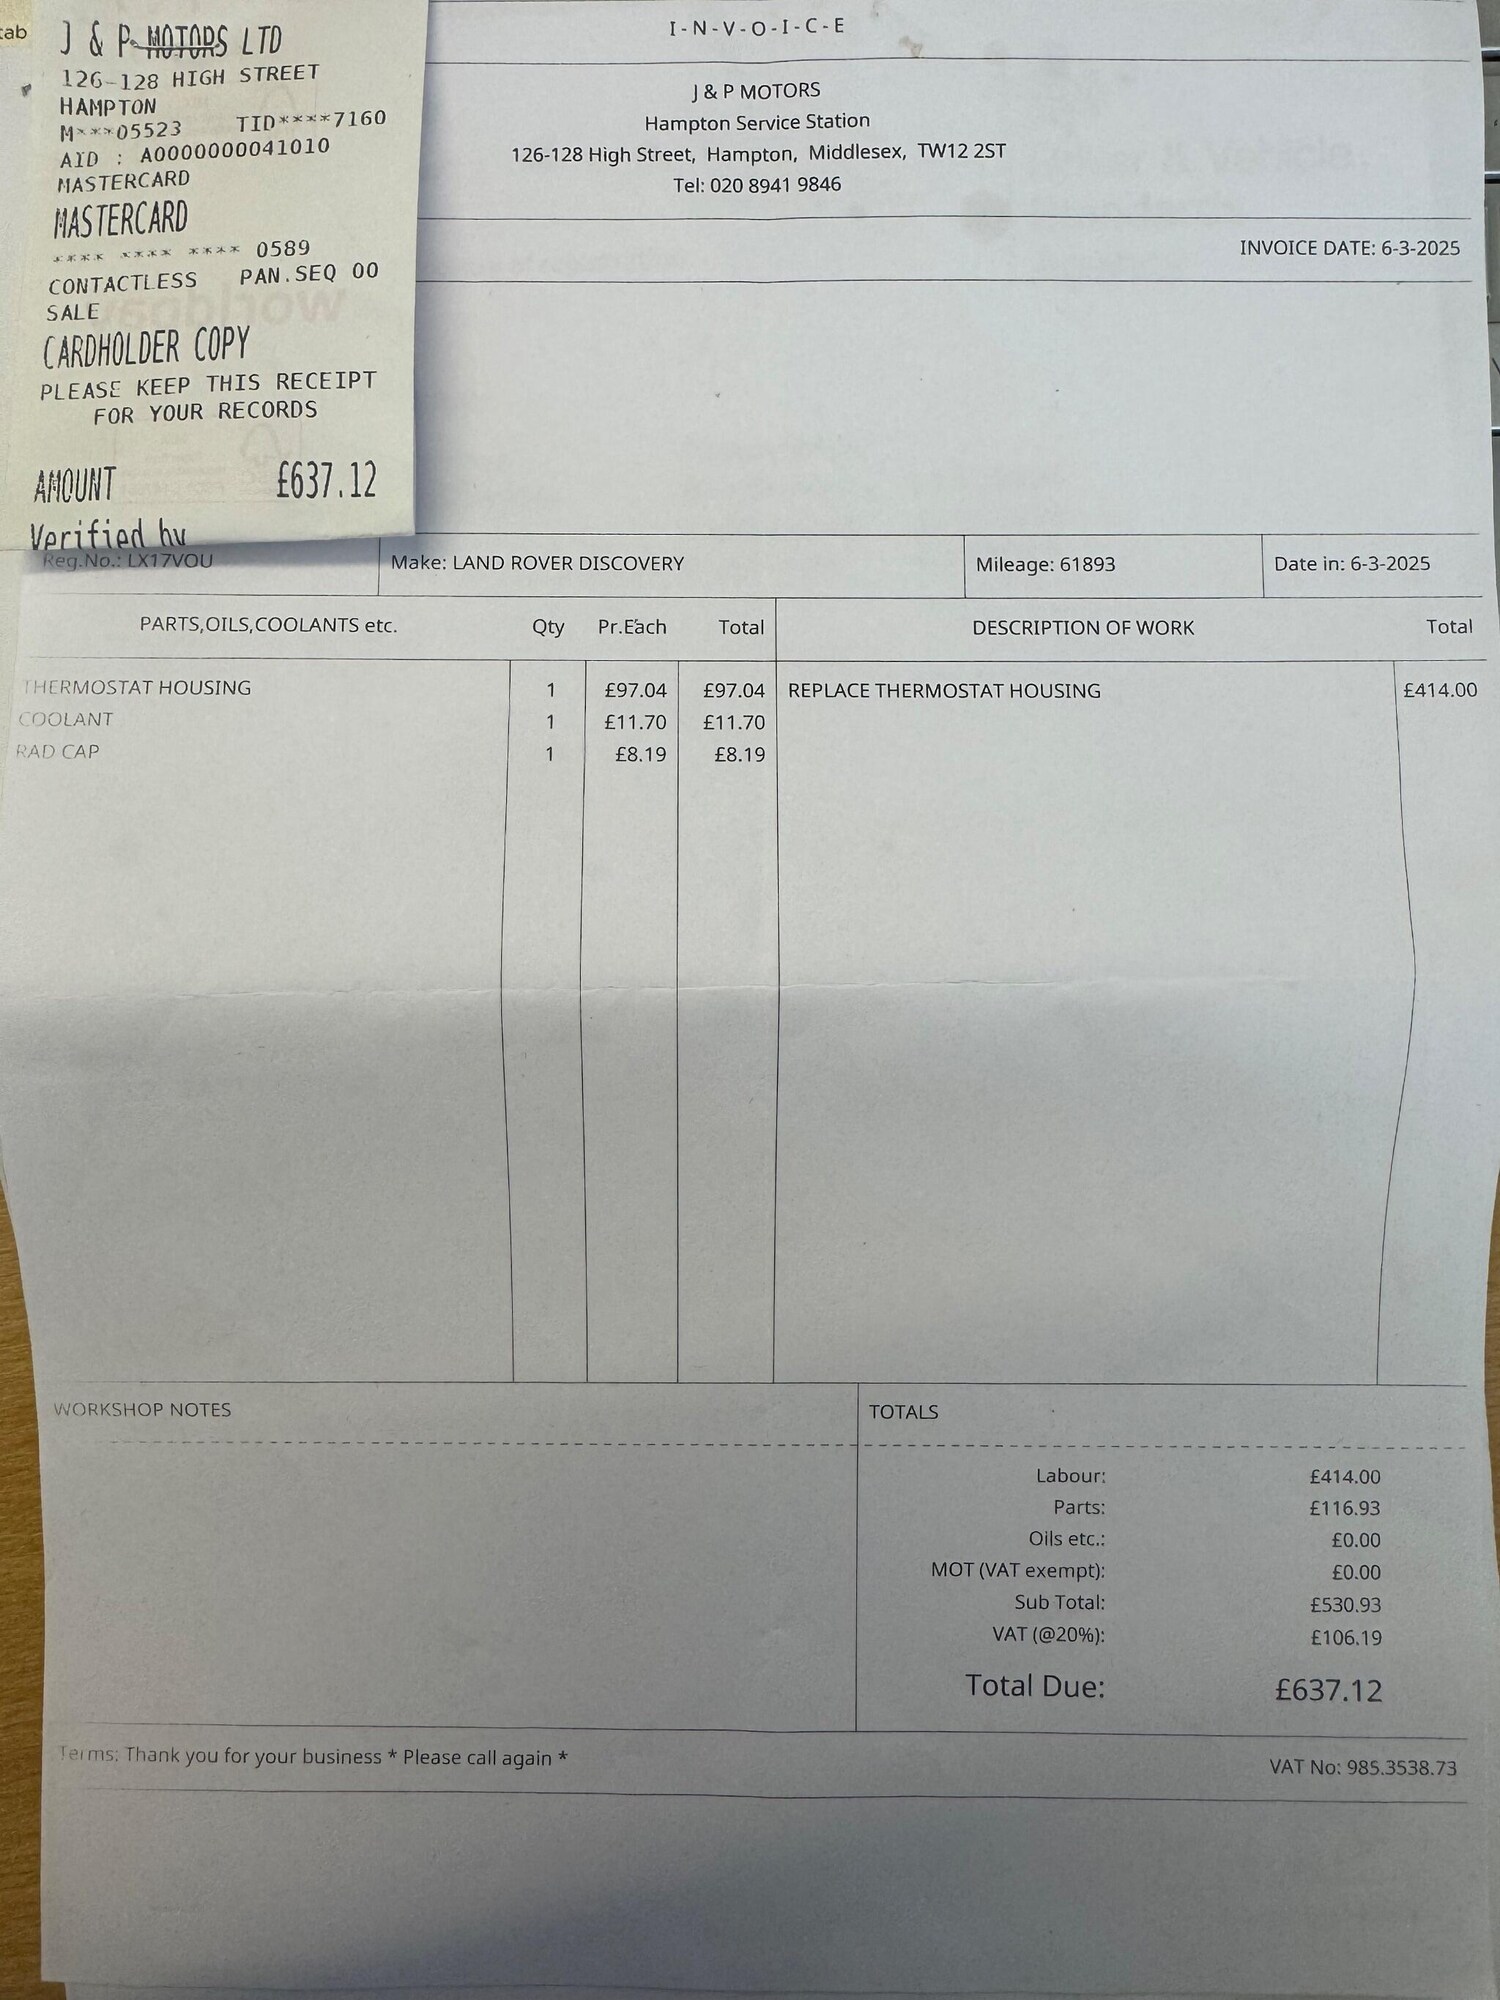 tab
J & P MOTORS LTD
126-128 HIGH STREET
HAMPTON
M***05523 TID****7160
AID : A0000000041010
MASTERCARD
MASTERCARD
**** **** **** 0589
CONTACTLESS PAN.SEQ 00
SALE
CARDHOLDER COPY
PLEASE KEEP THIS RECEIPT
FOR YOUR RECORDS
AMOUNT £637.12
Verified by
I-N-V-O-I-C-E
J & P MOTORS
Hampton Service Station
126-128 High Street, Hampton, Middlesex, TW12 2ST
Tel: 020 8941 9846
INVOICE DATE: 6-3-2025
Reg.No.: LX17VOU Make: LAND ROVER DISCOVERY Mileage: 61893 Date in: 6-3-2025
PARTS,OILS,COOLANTS etc. Qty Pr.Each Total DESCRIPTION OF WORK Total
THERMOSTAT HOUSING 1 £97.04 £97.04 REPLACE THERMOSTAT HOUSING £414.00
COOLANT 1 £11.70 £11.70
RAD CAP 1 £8.19 £8.19
WORKSHOP NOTES TOTALS
Labour: £414.00
Parts: £116.93
Oils etc.: £0.00
MOT (VAT exempt): £0.00
Sub Total: £530.93
VAT (@20%): £106.19
Total Due: £637.12
Terms: Thank you for your business * Please call again * VAT No: 985.3538.73